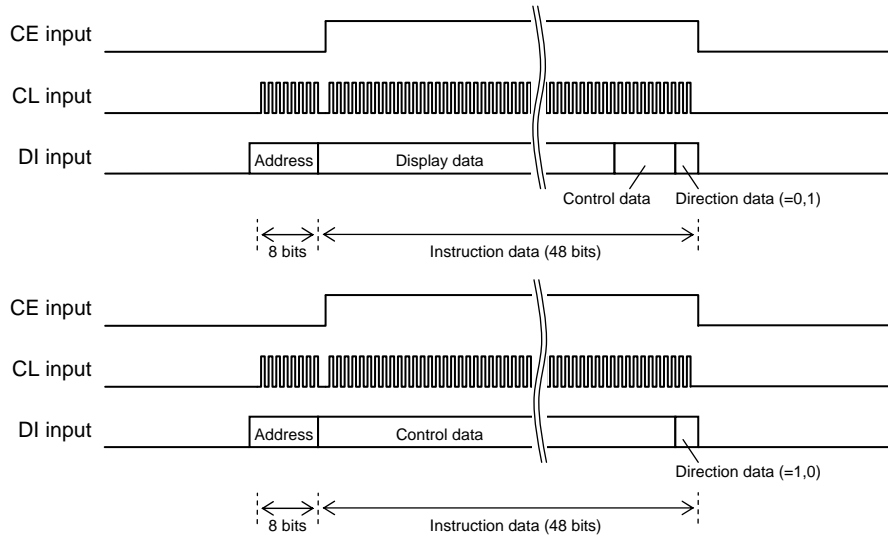 CE input
CL input
DI input
Address
Display data
Control data
Direction data (=0,1)
8 bits
Instruction data (48 bits)
CE input
CL input
DI input
Address
Control data
Direction data (=1,0)
8 bits
Instruction data (48 bits)